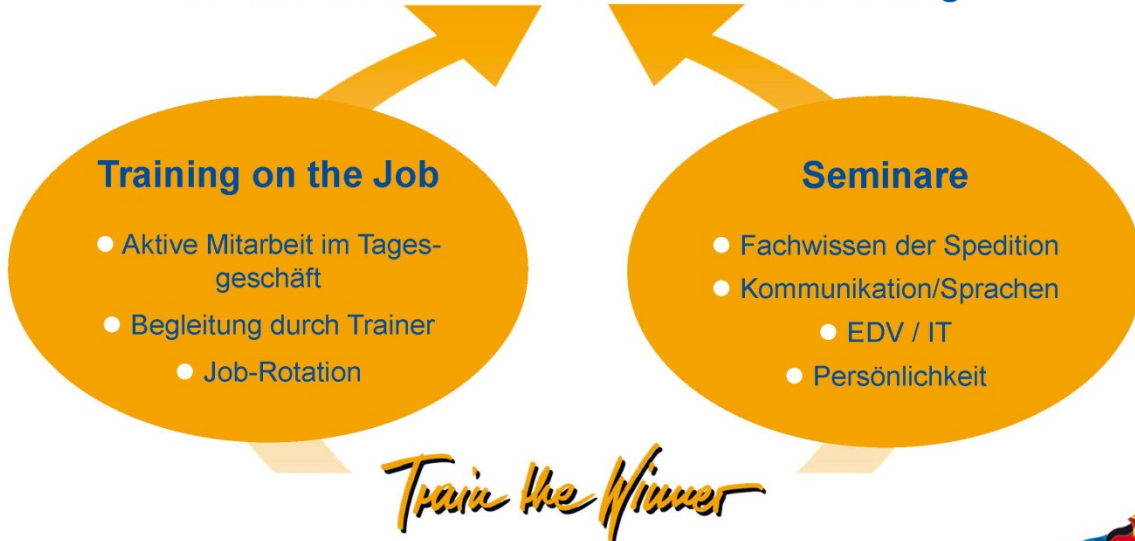 Training on the Job
● Aktive Mitarbeit im Tages-
geschäft
● Begleitung durch Trainer
● Job-Rotation
Seminare
● Fachwissen der Spedition
● Kommunikation/Sprachen
● EDV / IT
● Persönlichkeit
Train the Winner